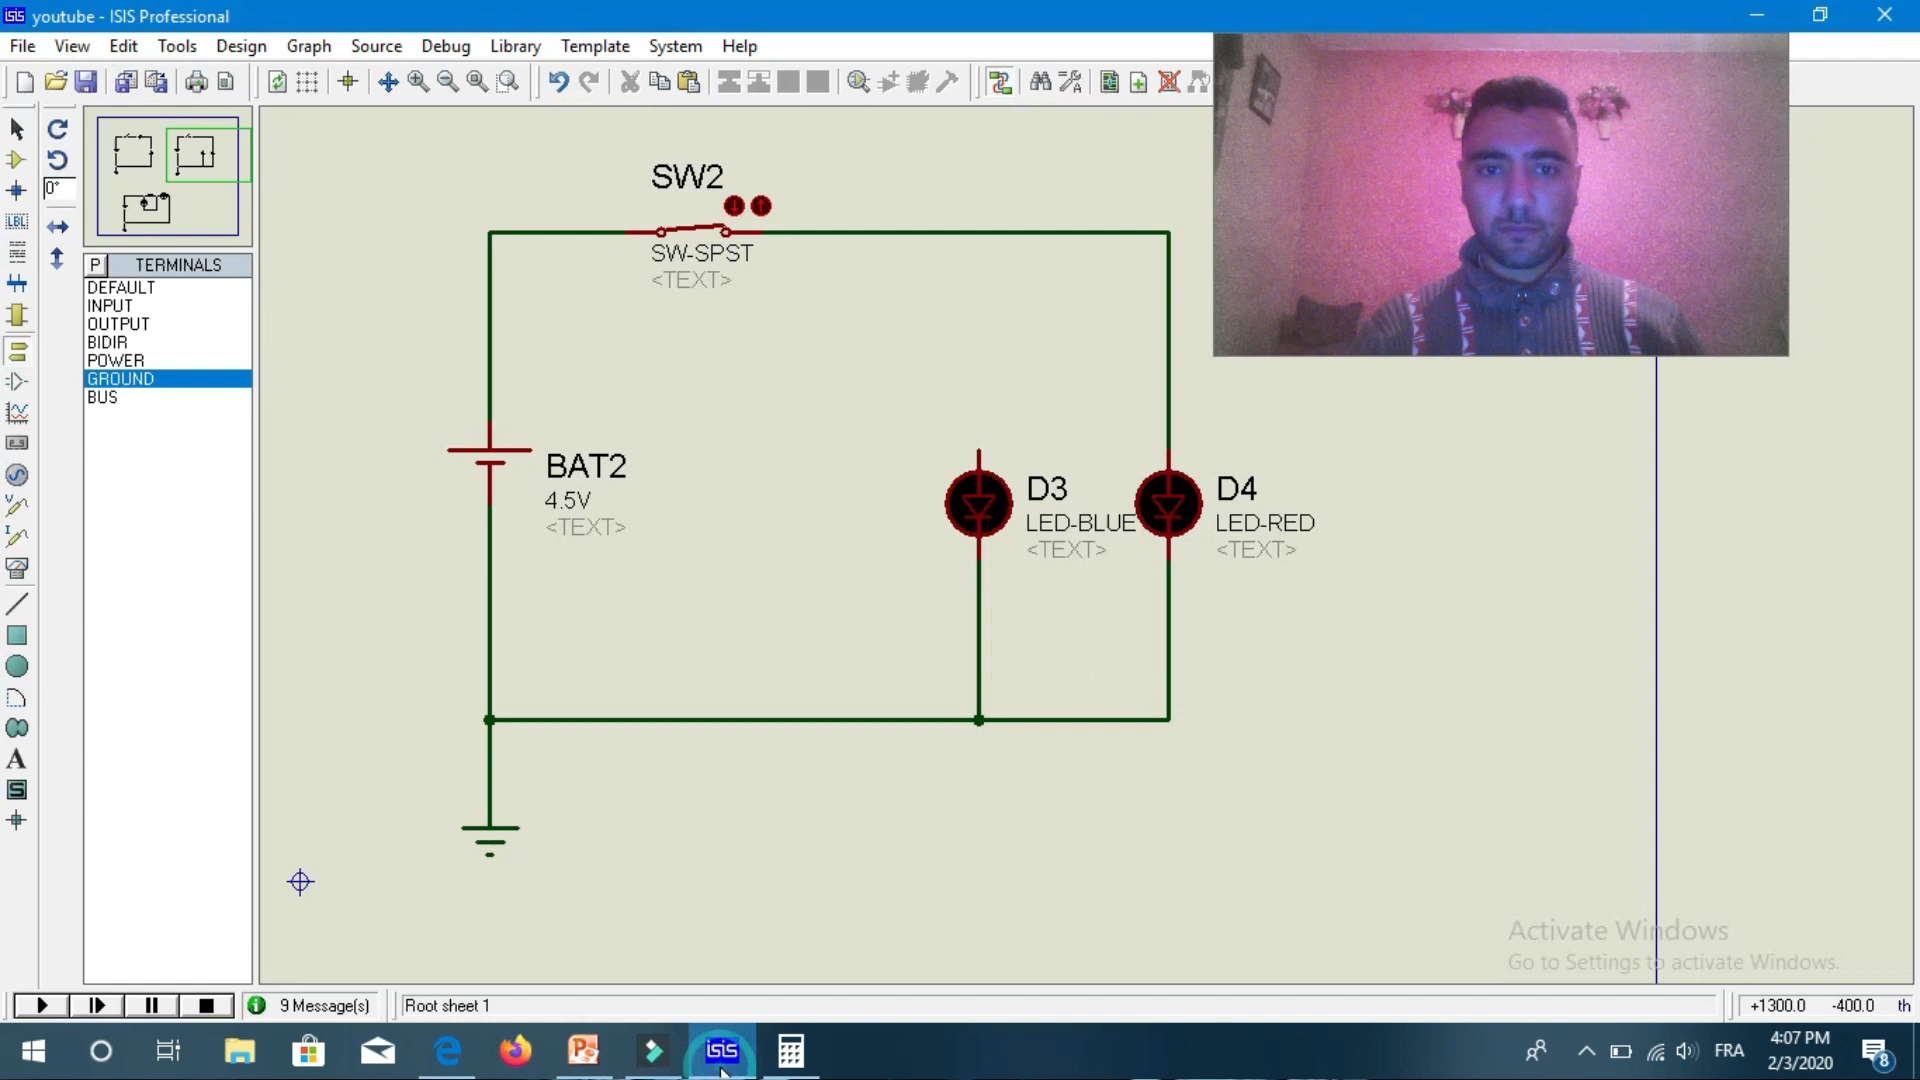 youtube - ISIS Professional
File View Edit Tools Design Graph Source Debug Library Template System Help
0°
LBL
P TERMINALS
DEFAULT
INPUT
OUTPUT
BIDIR
POWER
GROUND
BUS
SW2
SW-SPST
<TEXT>
BAT2
4.5V
<TEXT>
D3
LED-BLUE
<TEXT>
D4
LED-RED
<TEXT>
A
S
Activate Windows
Go to Settings to activate Windows.
9 Message(s) Root sheet 1 +1300.0 -400.0 th
ISIS
FRA
4:07 PM
2/3/2020
8